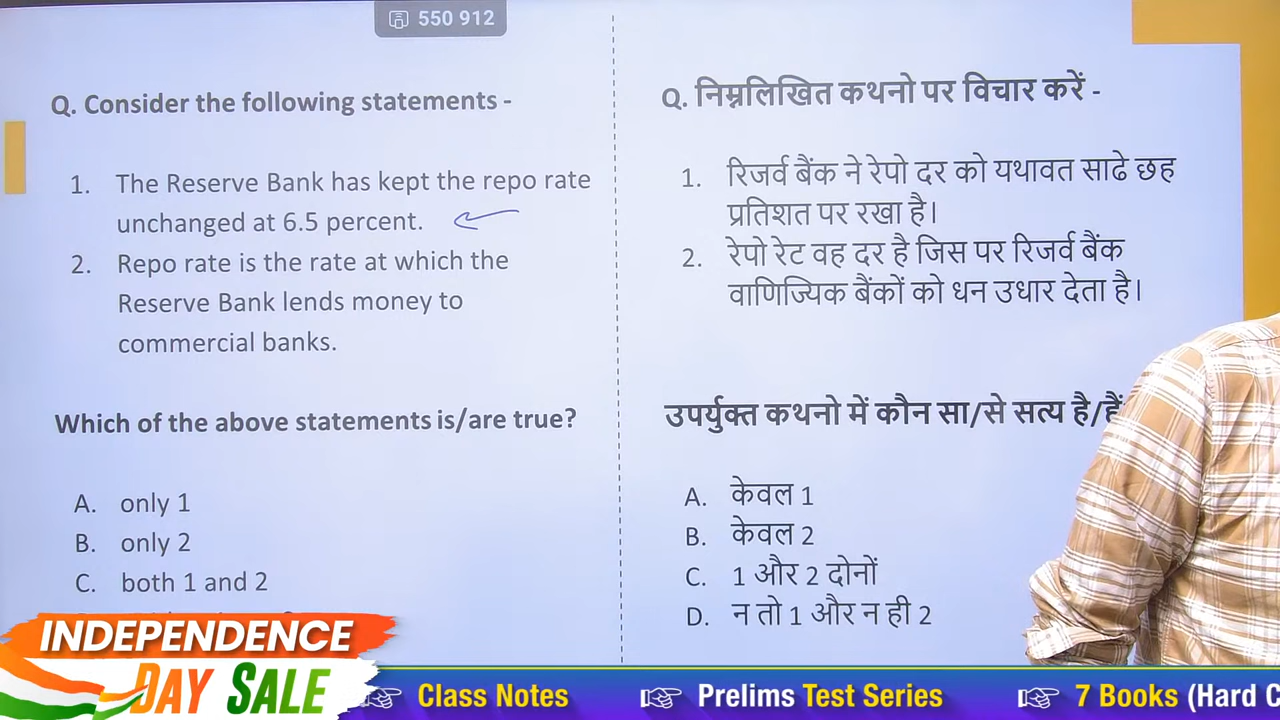 550 912
Q. Consider the following statements -
1. The Reserve Bank has kept the repo rate
unchanged at 6.5 percent.
2. Repo rate is the rate at which the
Reserve Bank lends money to
commercial banks.
Which of the above statements is/are true?
A. only 1
B. only 2
C. both 1 and 2
Q. निम्नलिखित कथनो पर विचार करें -
1. रिजर्व बैंक ने रेपो दर को यथावत साढे छह
प्रतिशत पर रखा है।
2. रेपो रेट वह दर है जिस पर रिजर्व बैंक
वाणिज्यिक बैंकों को धन उधार देता है।
उपर्युक्त कथनो में कौन सा/से सत्य है/हैं
A. केवल 1
B. केवल 2
C. 1 और 2 दोनों
D. न तो 1 और न ही 2
INDEPENDENCE
DAY SALE
Class Notes Prelims Test Series 7 Books (Hard C